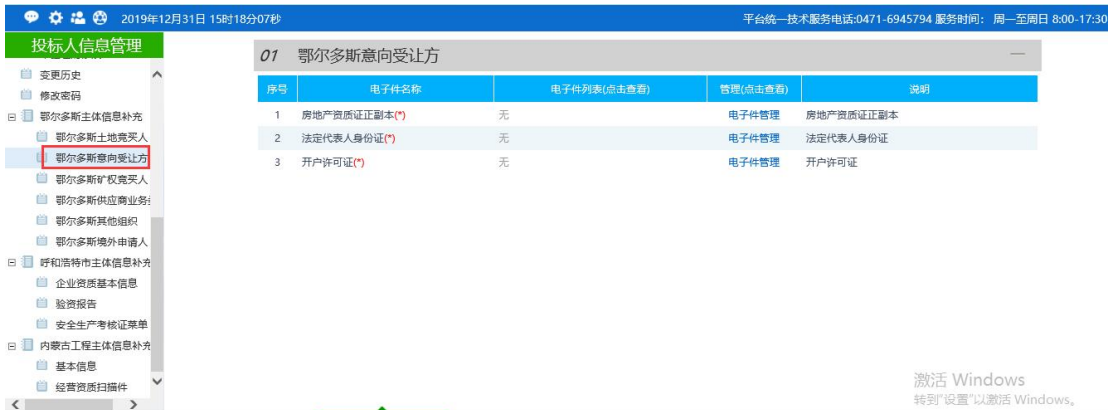 2019年12月31日 15时18分07秒
平台统一技术服务电话:0471-6945794 服务时间: 周一至周日 8:00-17:30
投标人信息管理
变更历史
修改密码
鄂尔多斯主体信息补充
鄂尔多斯土地竞买人
鄂尔多斯意向受让方
鄂尔多斯矿权竞买人
鄂尔多斯供应商业务
鄂尔多斯其他组织
鄂尔多斯境外申请人
呼和浩特市主体信息补充
企业资质基本信息
验资报告
安全生产考核证菜单
内蒙古工程主体信息补充
基本信息
经营资质扫描件
01 鄂尔多斯意向受让方
序号 电子件名称 电子件列表(点击查看) 管理(点击查看) 说明
1 房地产资质证正副本(*) 无 电子件管理 房地产资质证正副本
2 法定代表人身份证(*) 无 电子件管理 法定代表人身份证
3 开户许可证(*) 无 电子件管理 开户许可证
激活 Windows
转到"设置"以激活 Windows。